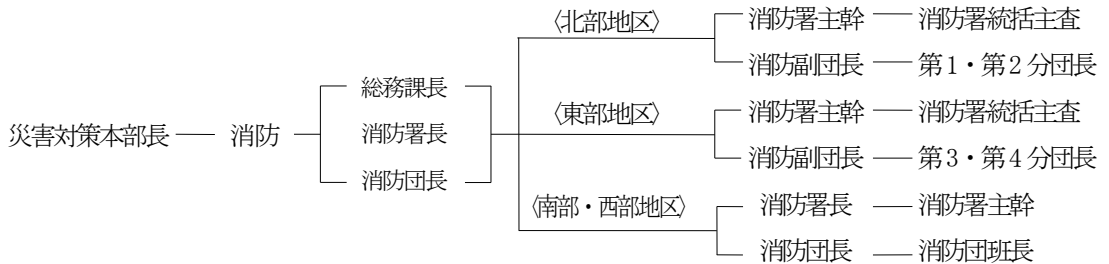 〈北部地区〉 消防署主幹 消防署統括主査
消防副団長 第1・第2分団長
総務課長
〈東部地区〉 消防署主幹 消防署統括主査
災害対策本部長 消防 消防署長
消防副団長 第3・第4分団長
消防団長
〈南部・西部地区〉 消防署長 消防署主幹
消防団長 消防団班長